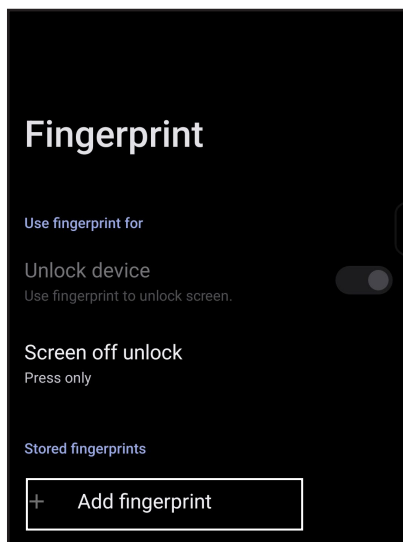 Fingerprint
Use fingerprint for
Unlock device
Use fingerprint to unlock screen.
Screen off unlock
Press only
Stored fingerprints
+ Add fingerprint